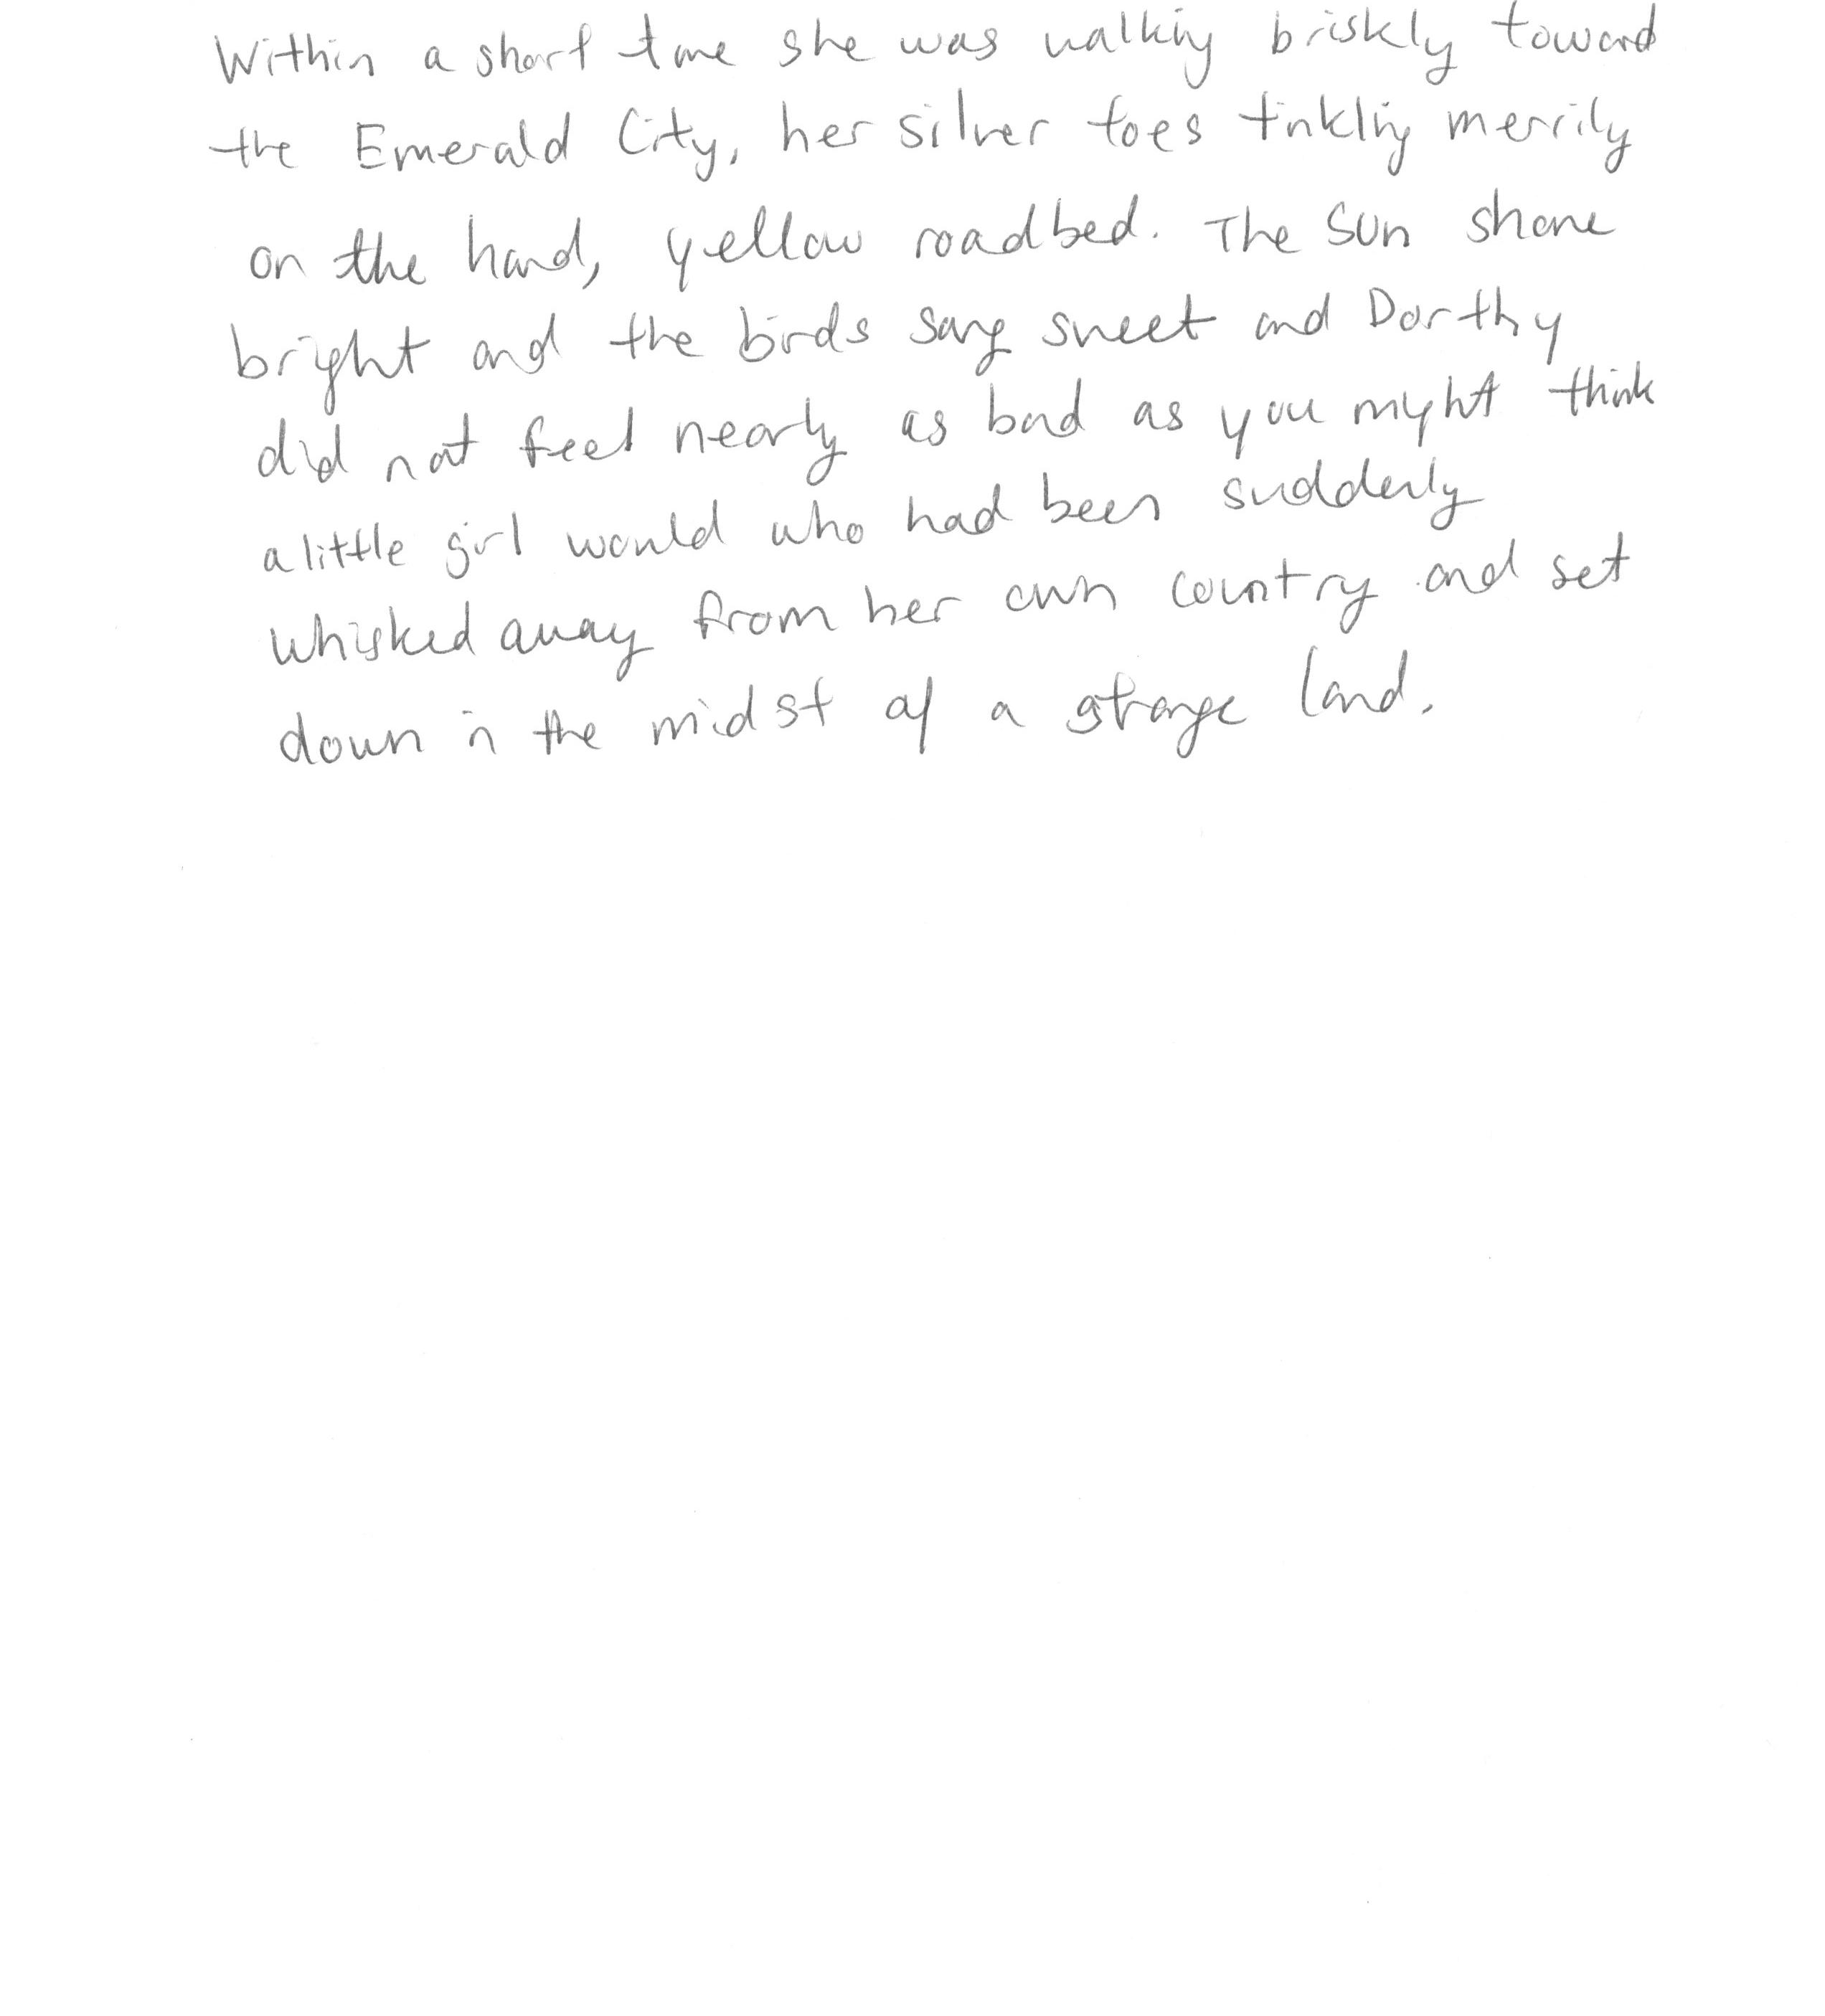 Within a short time she was walking briskly toward
the Emerald City, her silver toes tinkling merrily
on the hard, yellow roadbed. The sun shone
bright and the birds sang sweet and Dorthy
did not feel nearly as bad as you might think
a little girl would who had been suddenly
whisked away from her own country and set
down in the midst of a strange land.